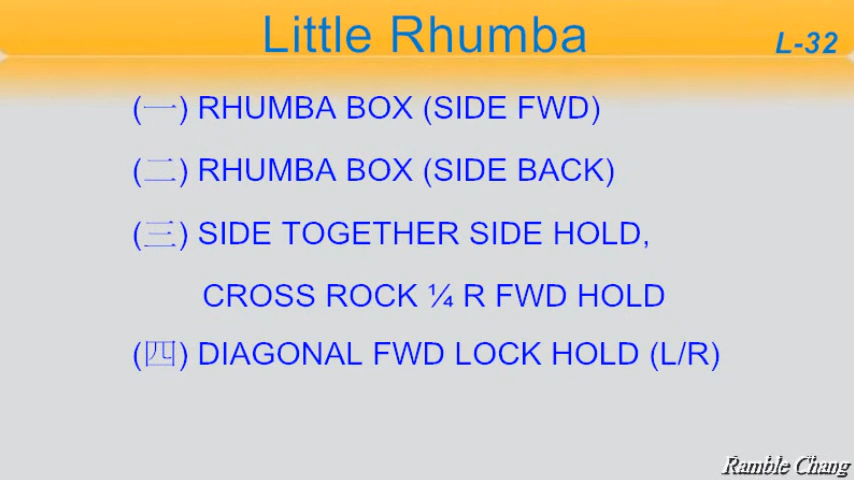 Little Rhumba
L-32
(一) RHUMBA BOX (SIDE FWD)
(二) RHUMBA BOX (SIDE BACK)
(三) SIDE TOGETHER SIDE HOLD,
CROSS ROCK ¼ R FWD HOLD
(四) DIAGONAL FWD LOCK HOLD (L/R)
Ramble Chang